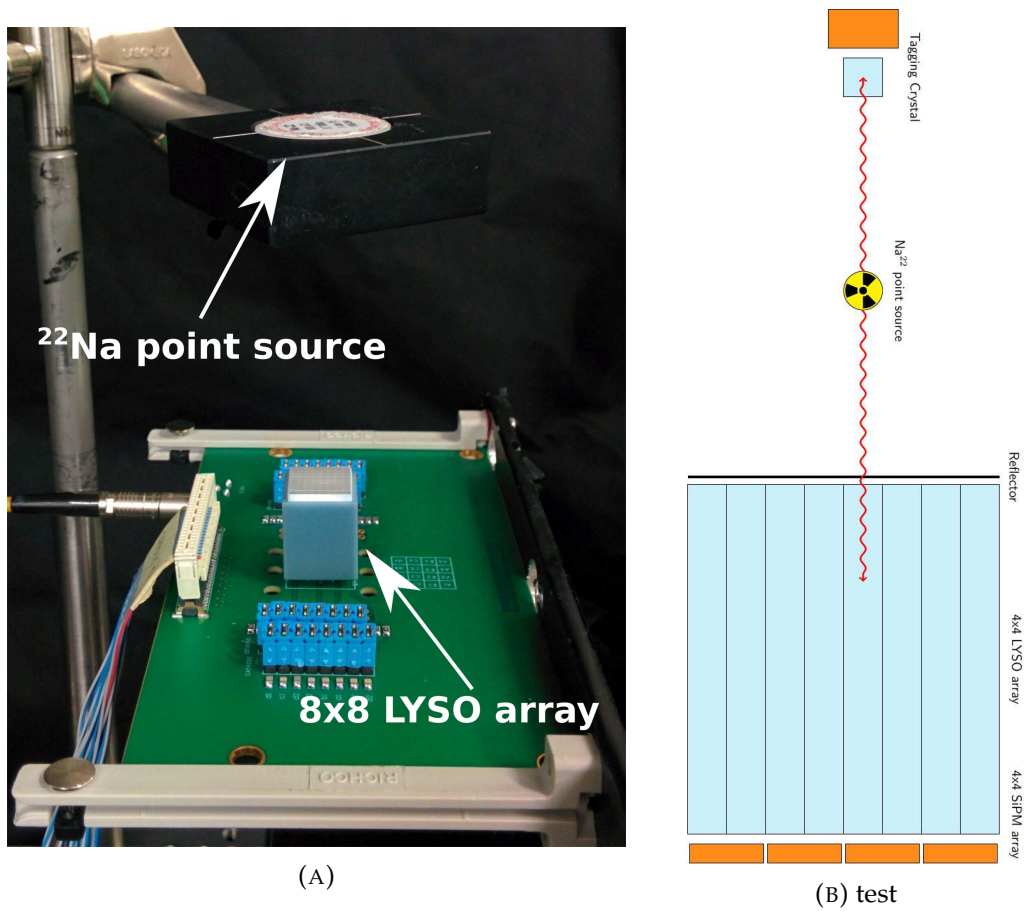 ²²Na point source
8x8 LYSO array
RICHCO
(A)
Tagging Crystal
Na²² point source
Reflector
4x4 LYSO array
4x4 SiPM array
(B) test